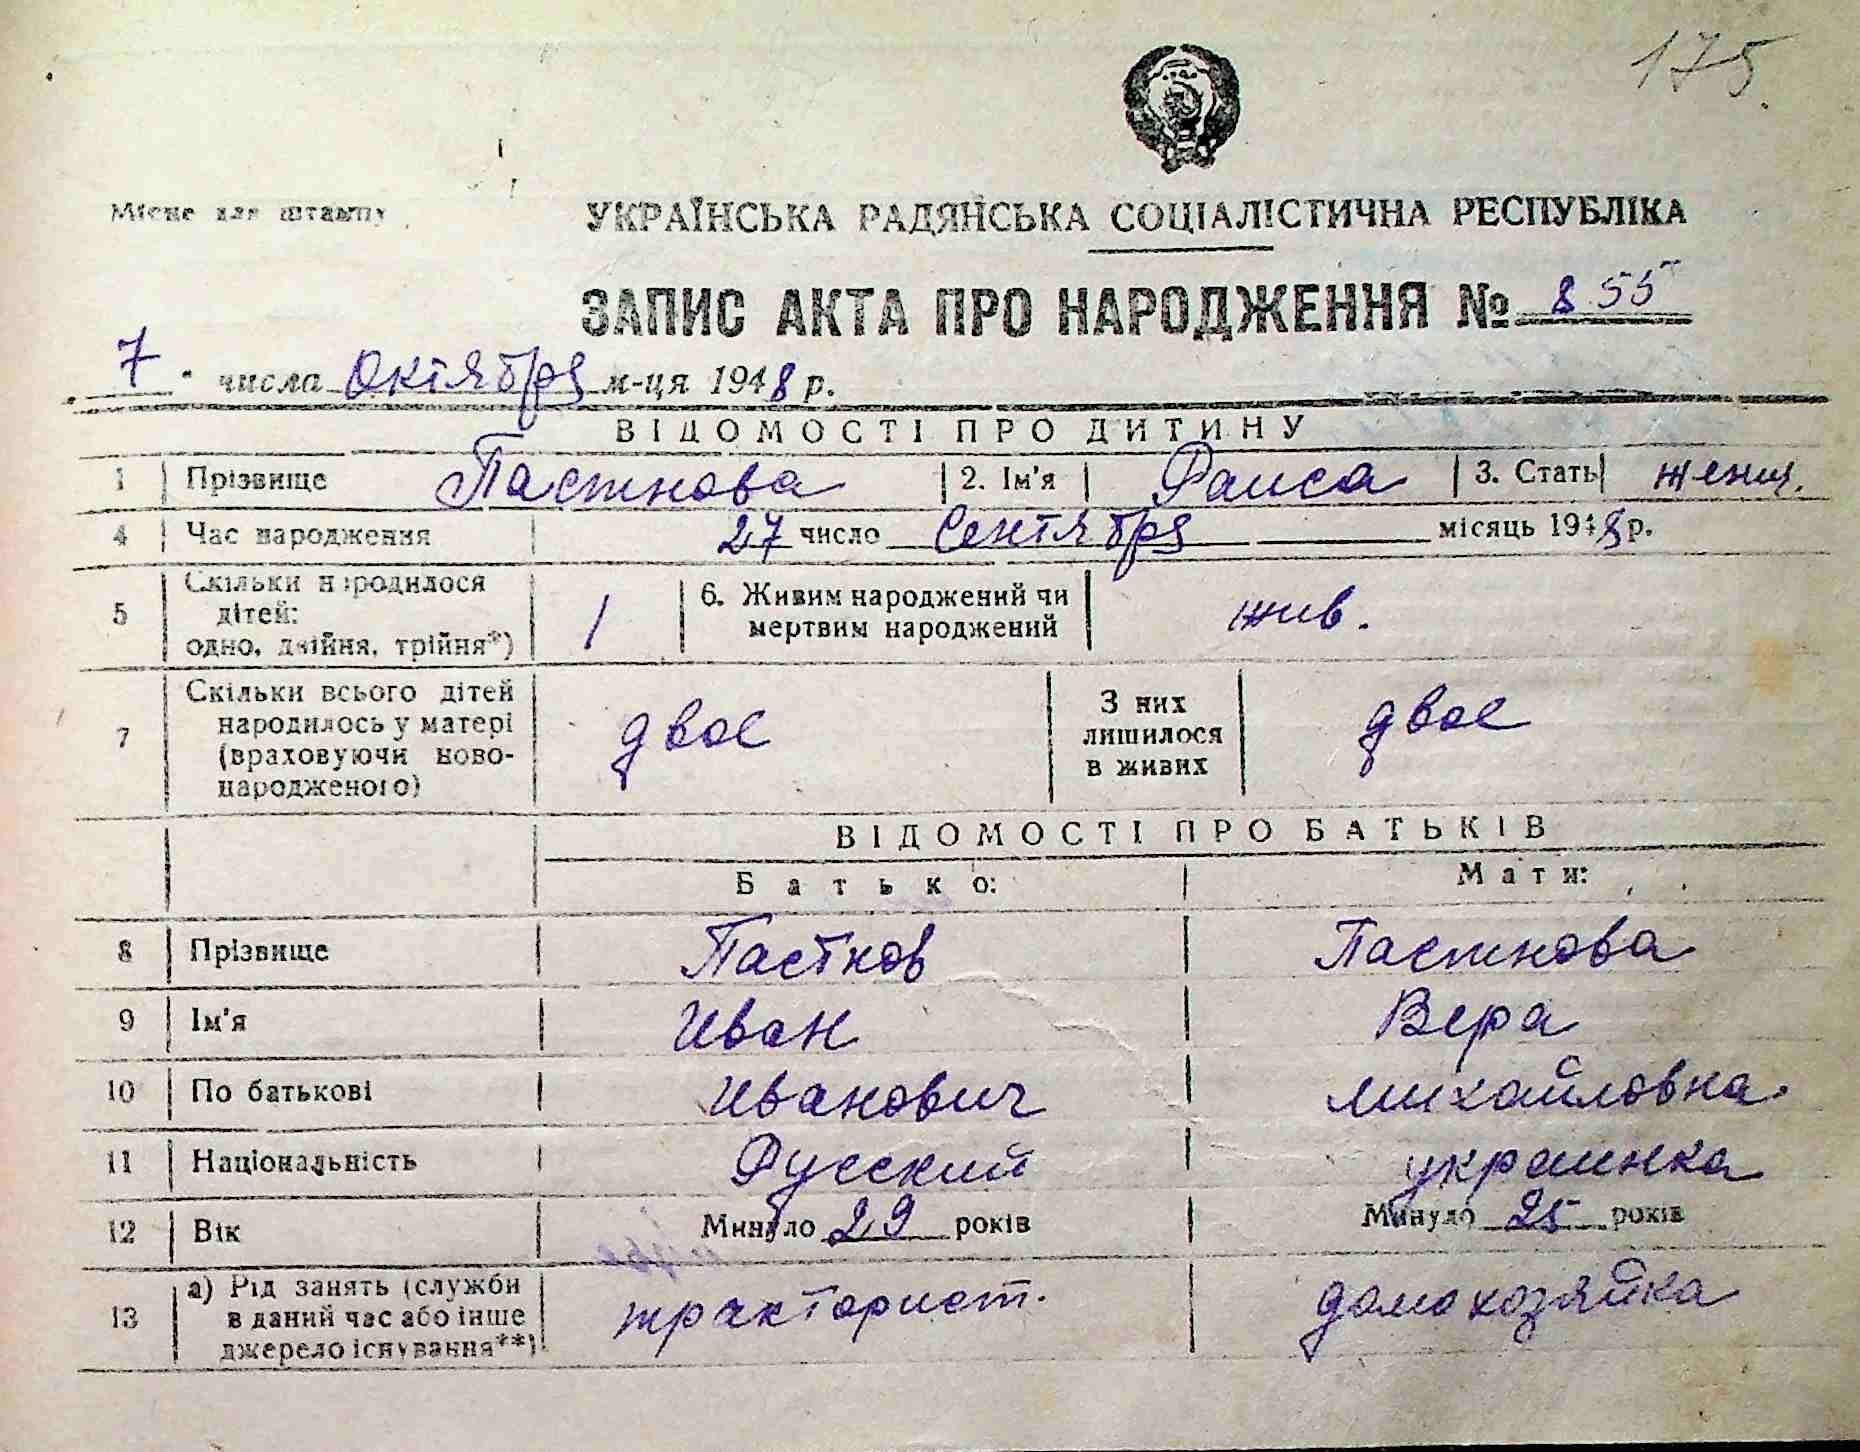 175.
Місце для штампу
УКРАЇНСЬКА РАДЯНСЬКА СОЦІАЛІСТИЧНА РЕСПУБЛІКА
ЗАПИС АКТА ПРО НАРОДЖЕННЯ № 855
7 числа октября м-ця 1948 р.
ВІДОМОСТІ ПРО ДИТИНУ
1 Прізвище Пастнова 2. Ім'я Раиса 3. Стать женщ.
4 Час народження 27 число Сентября місяць 1948 р.
5 Скільки народилося
дітей:
одно, двійня, трійня*) 1 6. Живим народжений чи
мертвим народжений жив.
7 Скільки всього дітей
народилось у матері
(враховуючи ново-
народженого) двое З них
лишилося
в живих двое
ВІДОМОСТІ ПРО БАТЬКІВ
Батько: Мати:
8 Прізвище Пастнов Пастнова
9 Ім'я Иван Вера
10 По батькові Иванович Михайловна.
11 Національність Русский украинка
12 Вік Минуло 29 років Минуло 25 років
13 а) Рід занять (служби
в даний час або інше
джерело існування**) тракторист. домохозяйка